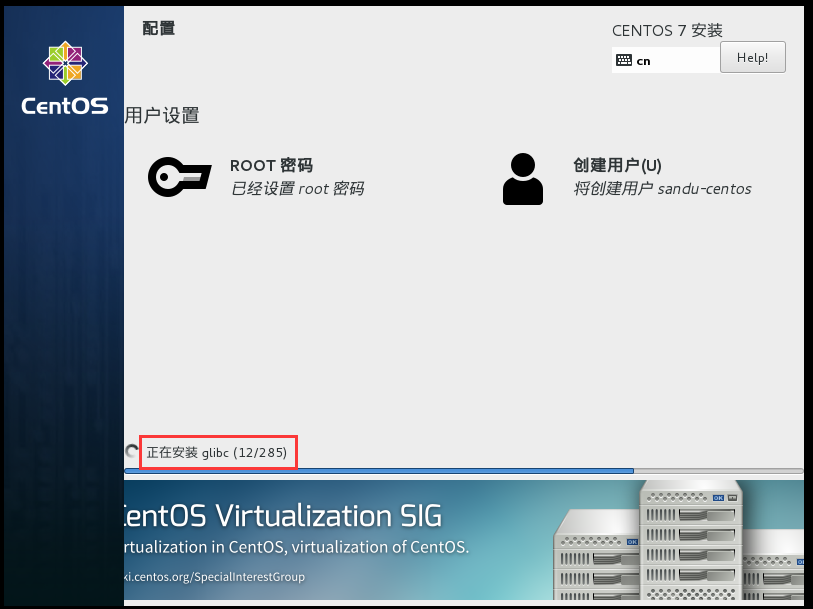 配置
CENTOS 7 安装
cn
Help!
CentOS
用户设置
ROOT 密码
已经设置 root 密码
创建用户(U)
将创建用户 sandu-centos
正在安装 glibc (12/285)
CentOS Virtualization SIG
rtualization in CentOS, virtualization of CentOS.
ki.centos.org/SpecialInterestGroup
OK
OK
OK